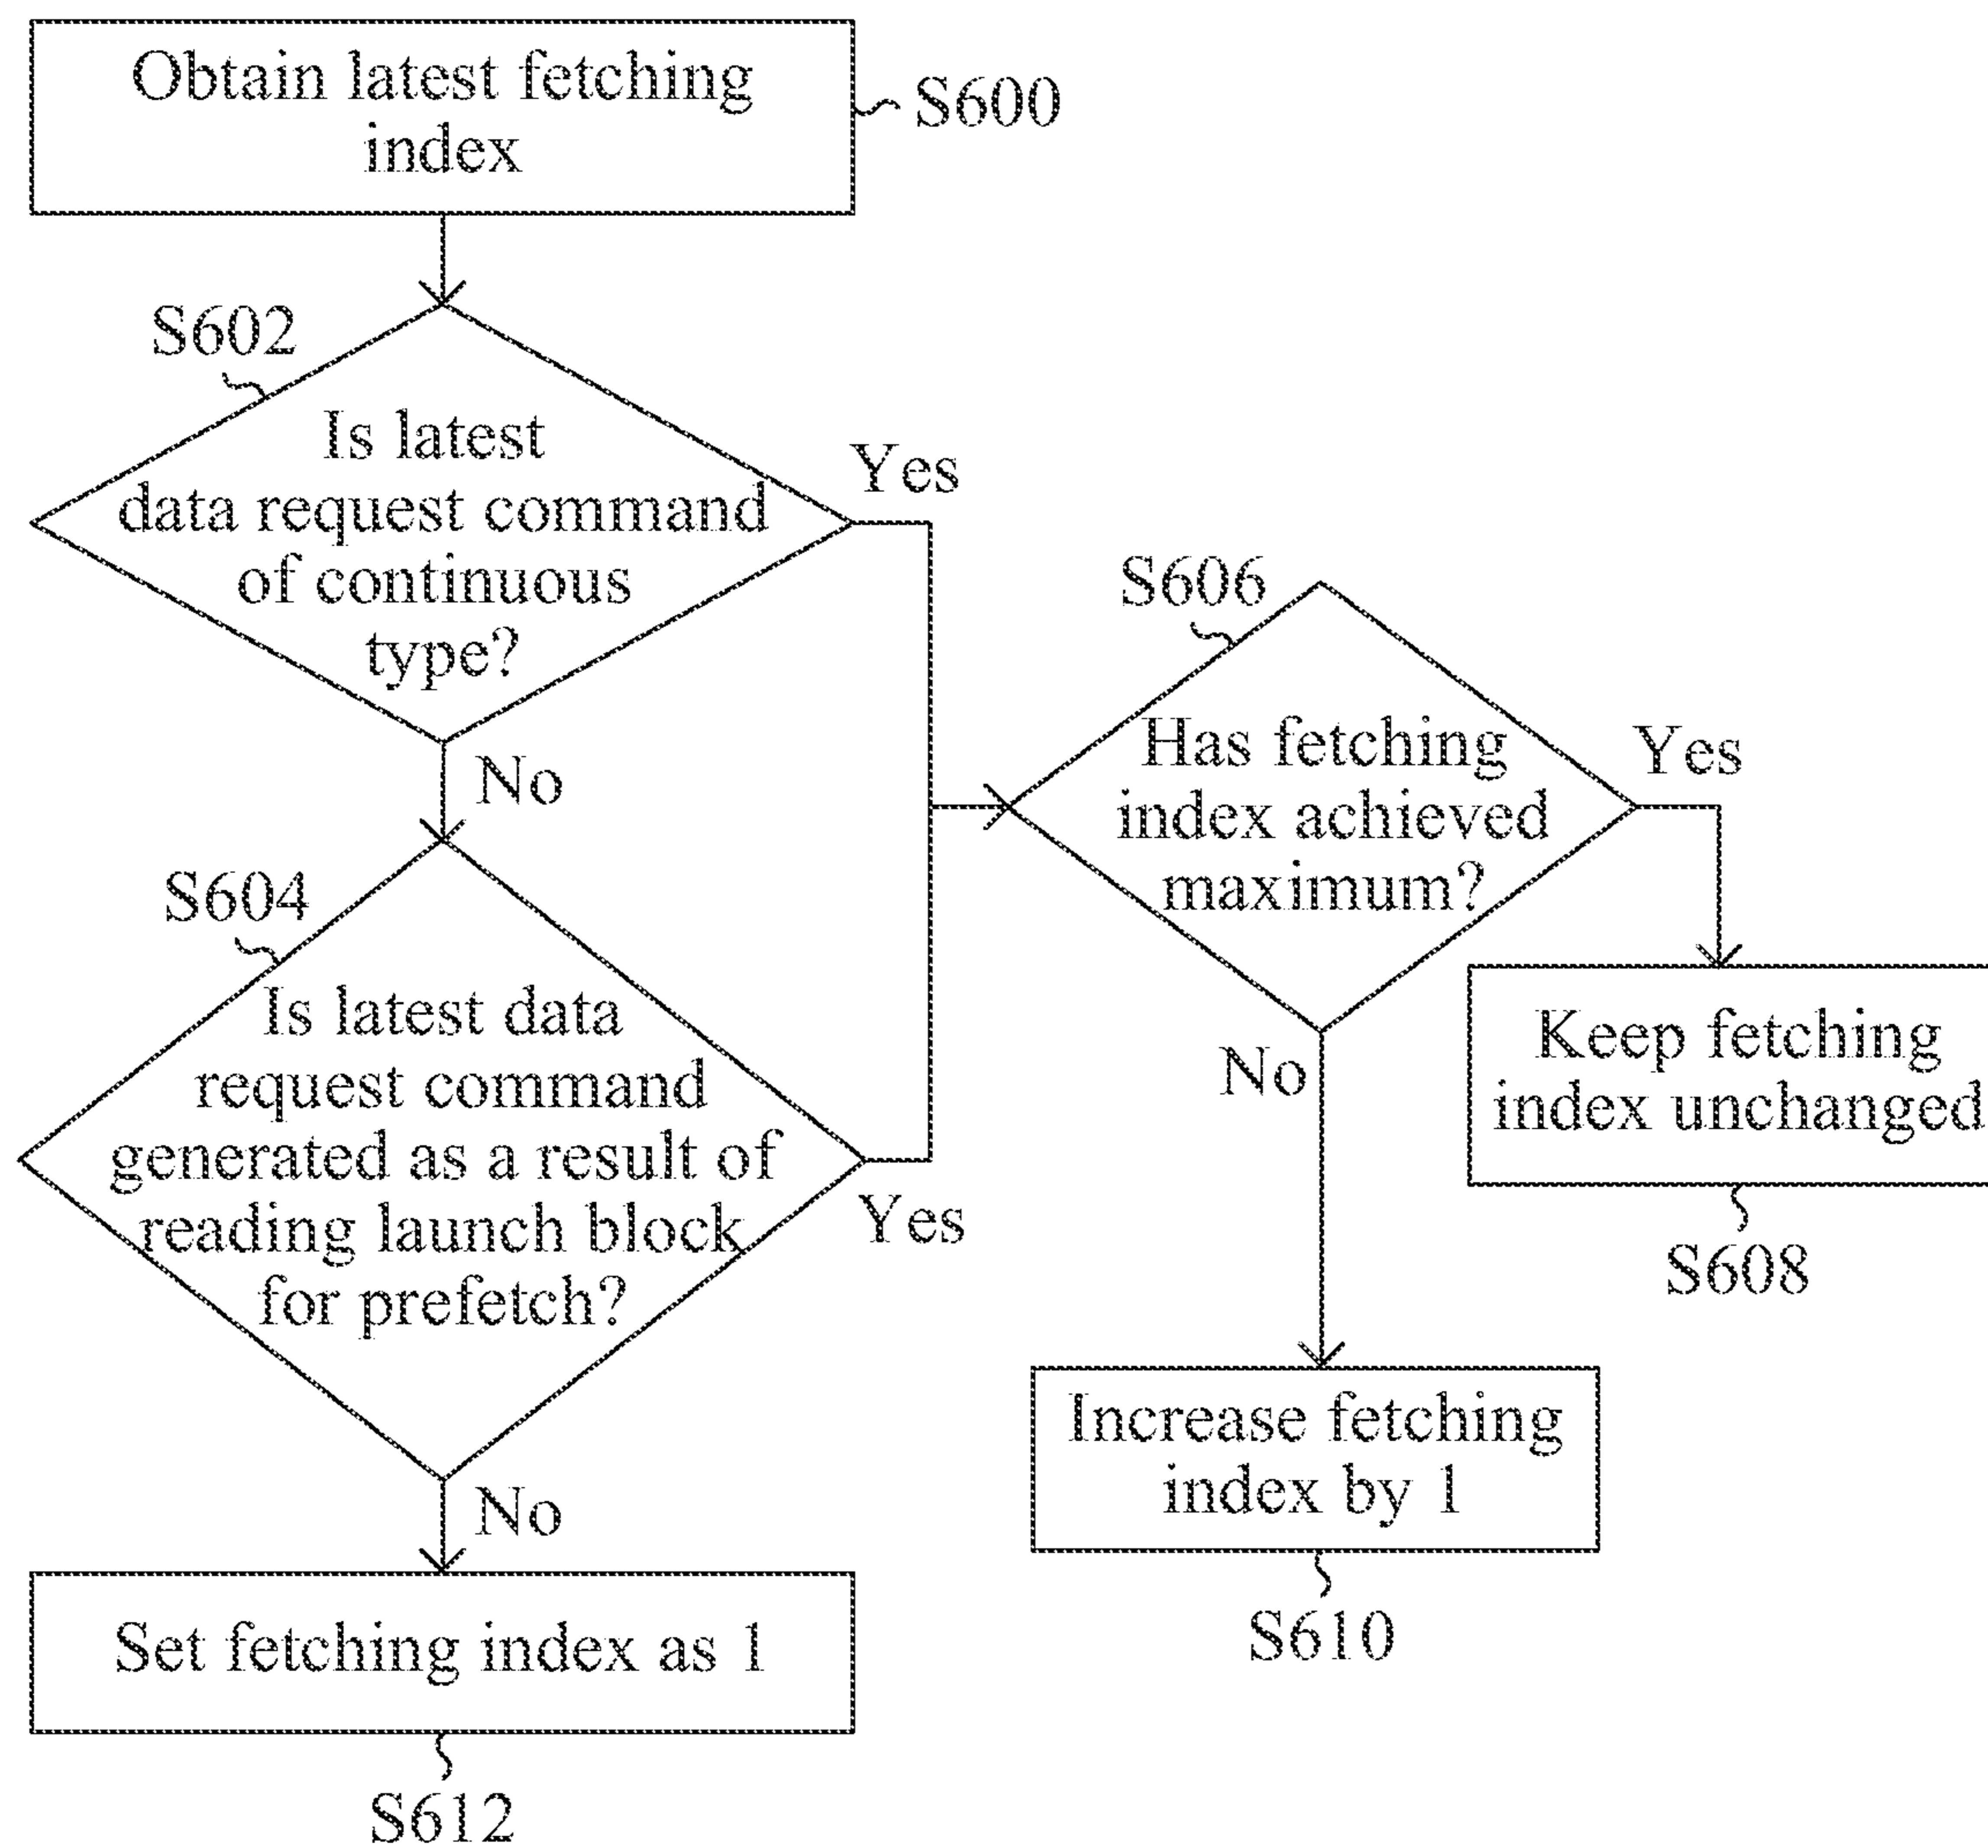 Obtain latest fetching
index
S600
S602
Is latest
data request command
of continuous
type?
Yes
No
S604
Is latest data
request command
generated as a result of
reading launch block
for prefetch?
Yes
No
Set fetching index as 1
S612
S606
Has fetching
index achieved
maximum?
Yes
No
Keep fetching
index unchanged
S608
Increase fetching
index by 1
S610